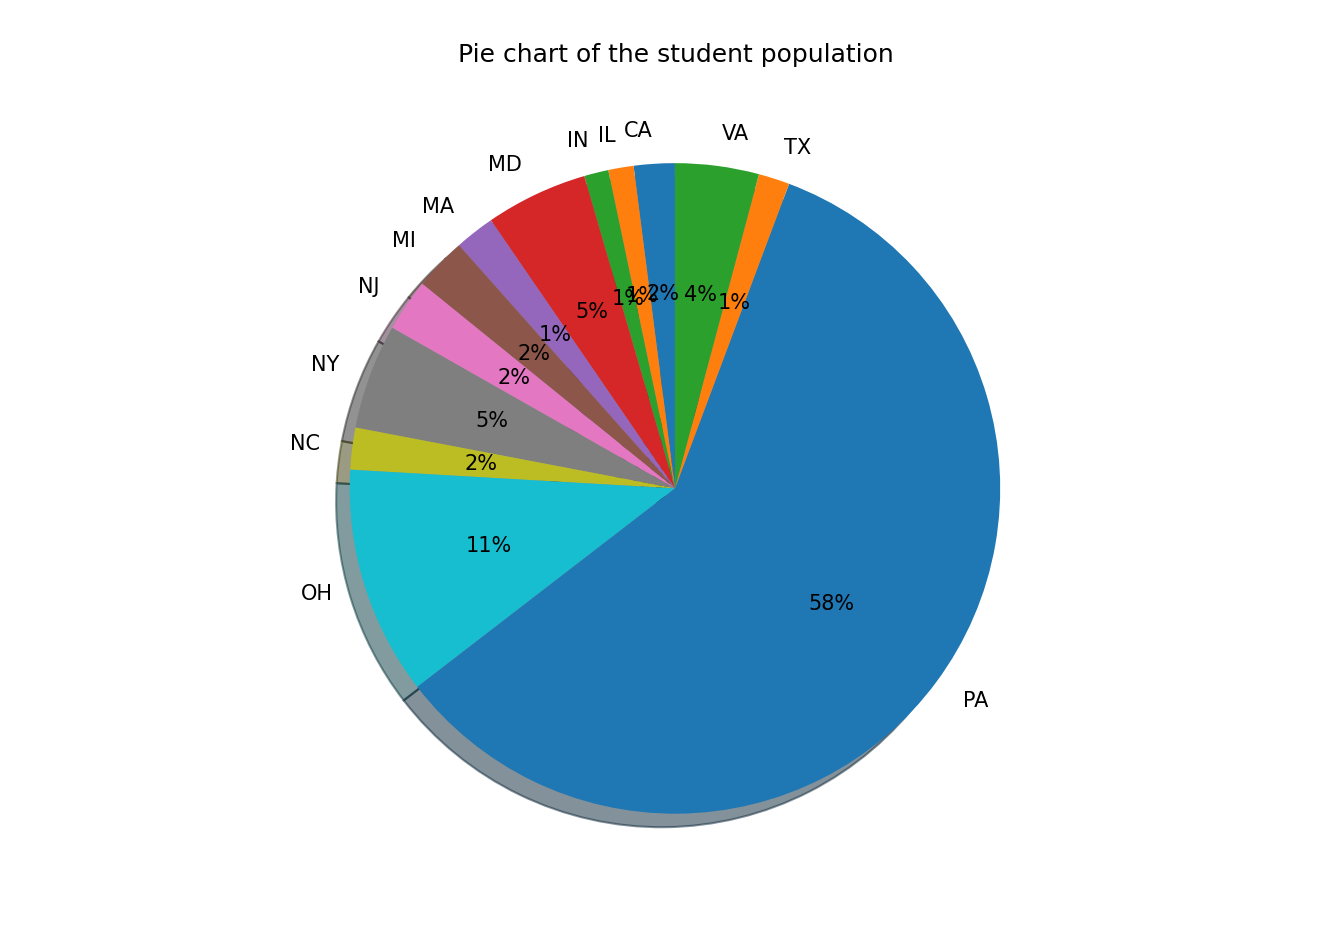 Pie chart of the student population
CA
VA
IL
IN
TX
MD
MA
MI
NJ
NY
NC
OH
PA
2%
4%
1%
1%
1%
5%
1%
2%
2%
5%
2%
11%
58%